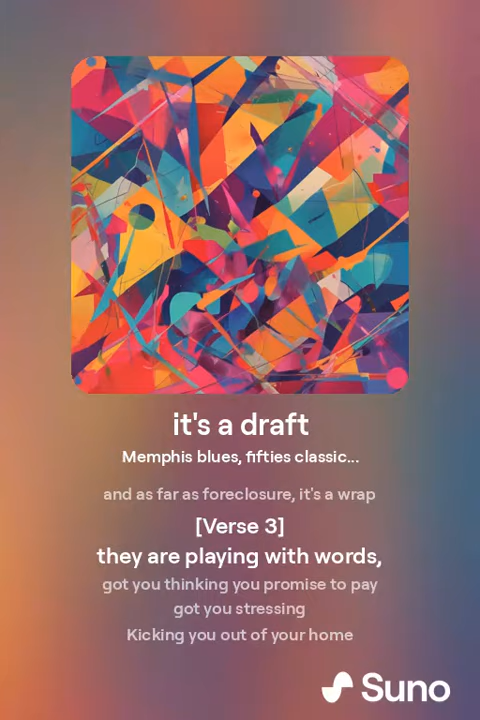 it's a draft
Memphis blues, fifties classic...
and as far as foreclosure, it's a wrap
[Verse 3]
they are playing with words,
got you thinking you promise to pay
got you stressing
Kicking you out of your home
Suno